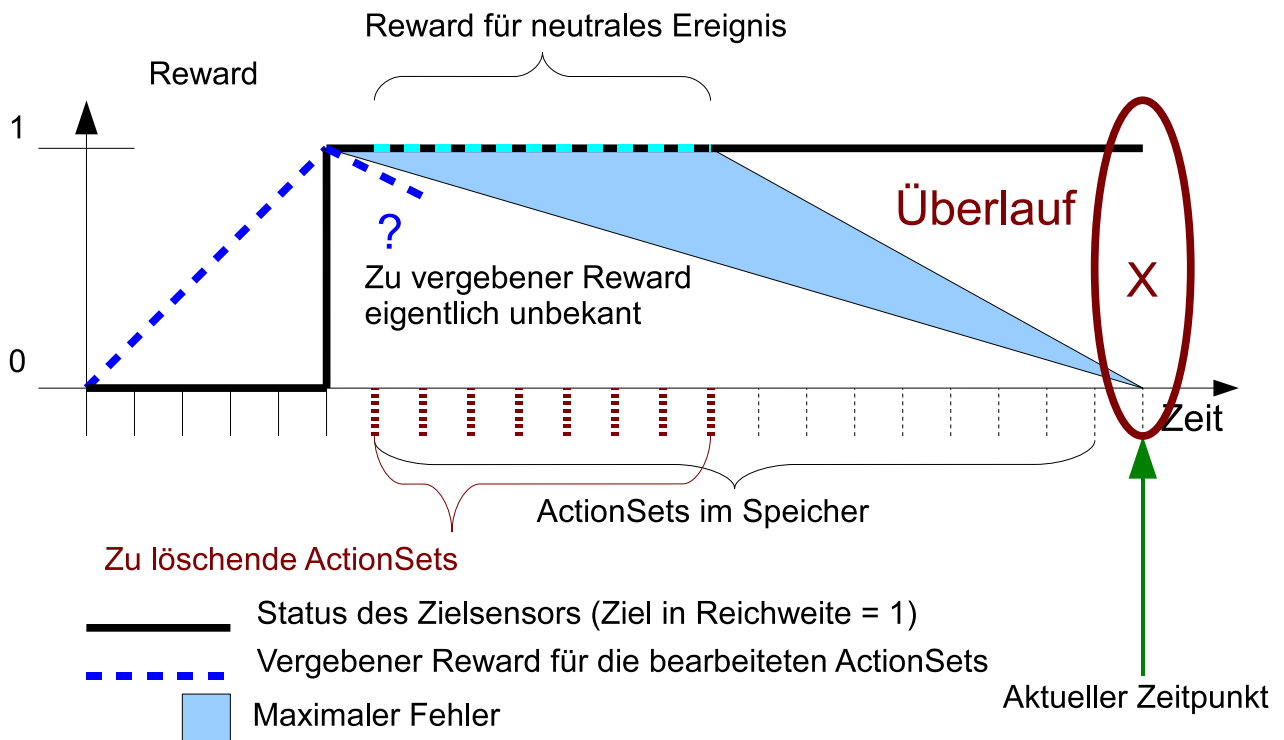 Reward für neutrales Ereignis
Reward
1
Überlauf
?
X
Zu vergebener Reward
eigentlich unbekant
0
Zeit
ActionSets im Speicher
Zu löschende ActionSets
Status des Zielsensors (Ziel in Reichweite = 1)
Vergebener Reward für die bearbeiteten ActionSets
Aktueller Zeitpunkt
Maximaler Fehler